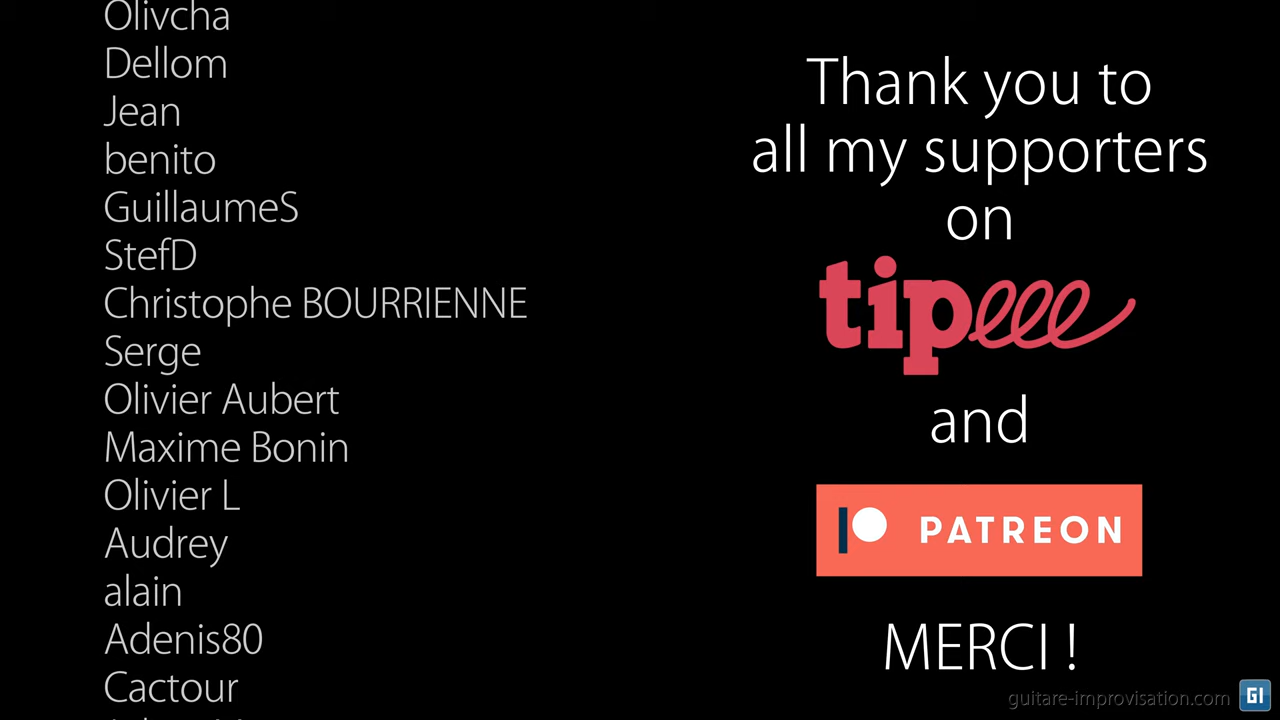 Olivcha
Dellom
Jean
benito
GuillaumeS
StefD
Christophe BOURRIENNE
Serge
Olivier Aubert
Maxime Bonin
Olivier L
Audrey
alain
Adenis80
Cactour
Thank you to
all my supporters
on
tipeee
and
PATREON
MERCI !
guitare-improvisation.com
GI